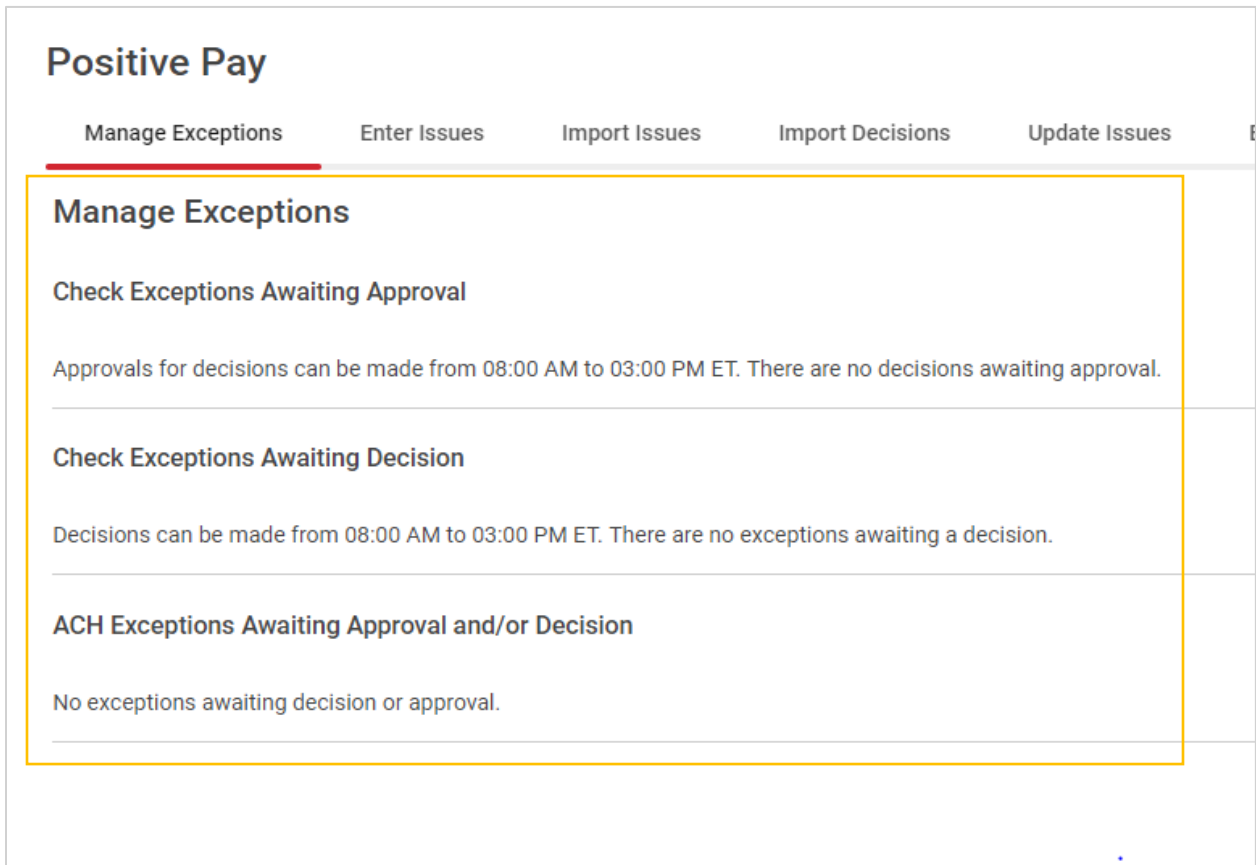 Positive Pay
Manage Exceptions Enter Issues Import Issues Import Decisions Update Issues
Manage Exceptions
Check Exceptions Awaiting Approval
Approvals for decisions can be made from 08:00 AM to 03:00 PM ET. There are no decisions awaiting approval.
Check Exceptions Awaiting Decision
Decisions can be made from 08:00 AM to 03:00 PM ET. There are no exceptions awaiting a decision.
ACH Exceptions Awaiting Approval and/or Decision
No exceptions awaiting decision or approval.